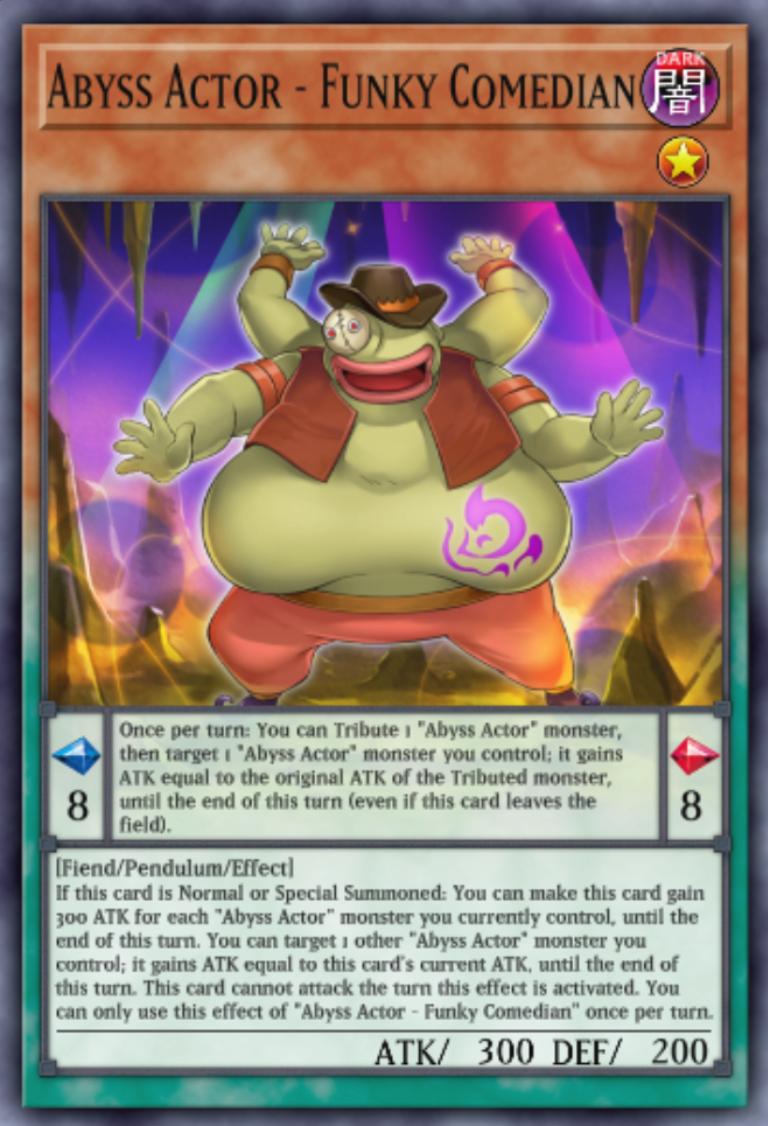 ABYSS ACTOR - FUNKY COMEDIAN
DARK
闇
Once per turn: You can Tribute 1 "Abyss Actor" monster,
then target 1 "Abyss Actor" monster you control; it gains
ATK equal to the original ATK of the Tributed monster,
until the end of this turn (even if this card leaves the
field).
8
8
[Fiend/Pendulum/Effect]
If this card is Normal or Special Summoned: You can make this card gain
300 ATK for each "Abyss Actor" monster you currently control, until the
end of this turn. You can target 1 other "Abyss Actor" monster you
control; it gains ATK equal to this card's current ATK, until the end of
this turn. This card cannot attack the turn this effect is activated. You
can only use this effect of "Abyss Actor - Funky Comedian" once per turn.
ATK/ 300 DEF/ 200